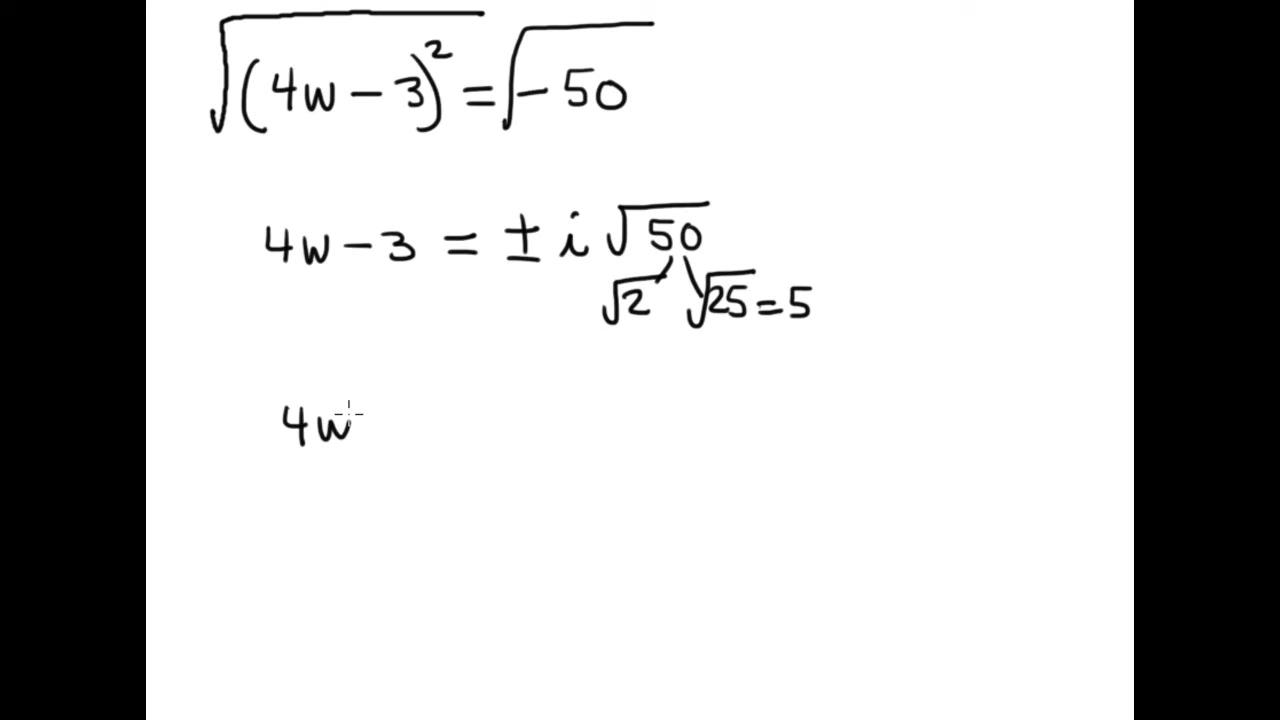 √(4w − 3)² = √−50
4w − 3 = ± i √50
√2 √25 = 5
4w